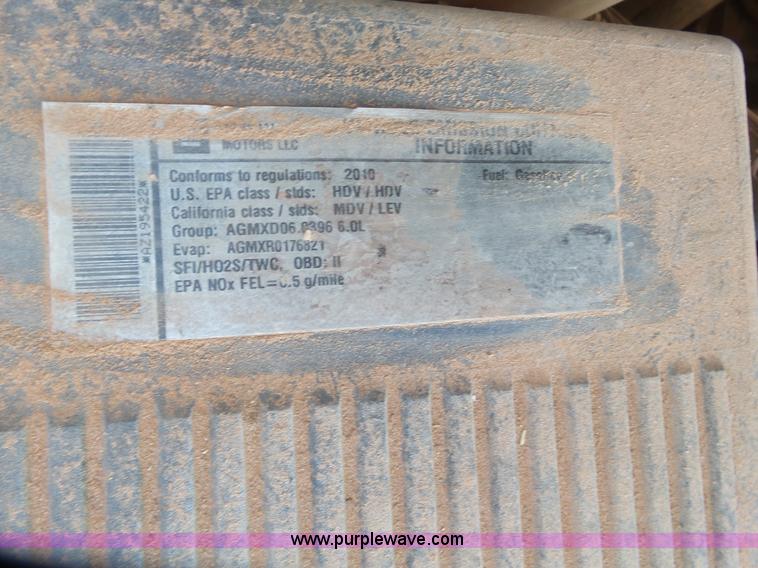 MOTORS LLC
INFORMATION
Conforms to regulations: 2010
Fuel: Gasoline
U.S. EPA class / stds: HDV / HDV
California class / stds: MDV / LEV
Group: AGMXD06.0396 6.0L
Evap: AGMXR0176821
SFI/HO2S/TWC, OBD: II
EPA NOx FEL=0.5 g/mile
*AZ195422*
www.purplewave.com